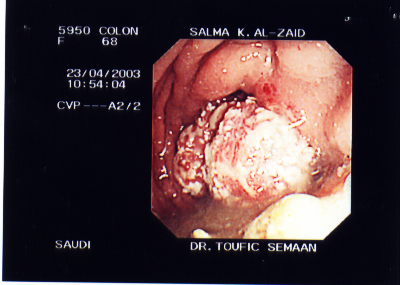 5950 COLON
F 68
SALMA K. AL-ZAID
23/04/2003
10:54:04
CVP---A2/2
SAUDI
DR. TOUFIC SEMAAN